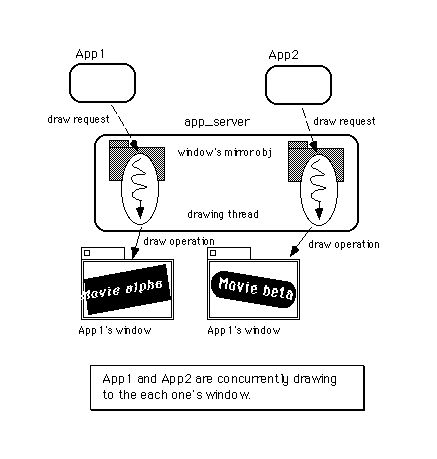 App1
App2
draw request
draw request
app_server
window's mirror obj
drawing thread
draw operation
draw operation
Movie alpha
Movie beta
App1's window
App1's window
App1 and App2 are concurrently drawing
to the each one's window.